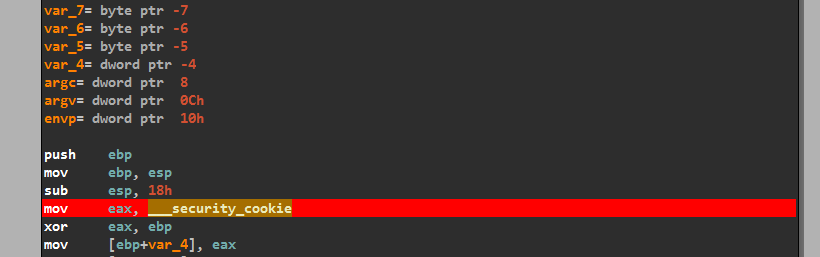 var_7= byte ptr -7
var_6= byte ptr -6
var_5= byte ptr -5
var_4= dword ptr -4
argc= dword ptr  8
argv= dword ptr  0Ch
envp= dword ptr  10h
push    ebp
mov     ebp, esp
sub     esp, 18h
mov     eax, ___security_cookie
xor     eax, ebp
mov     [ebp+var_4], eax